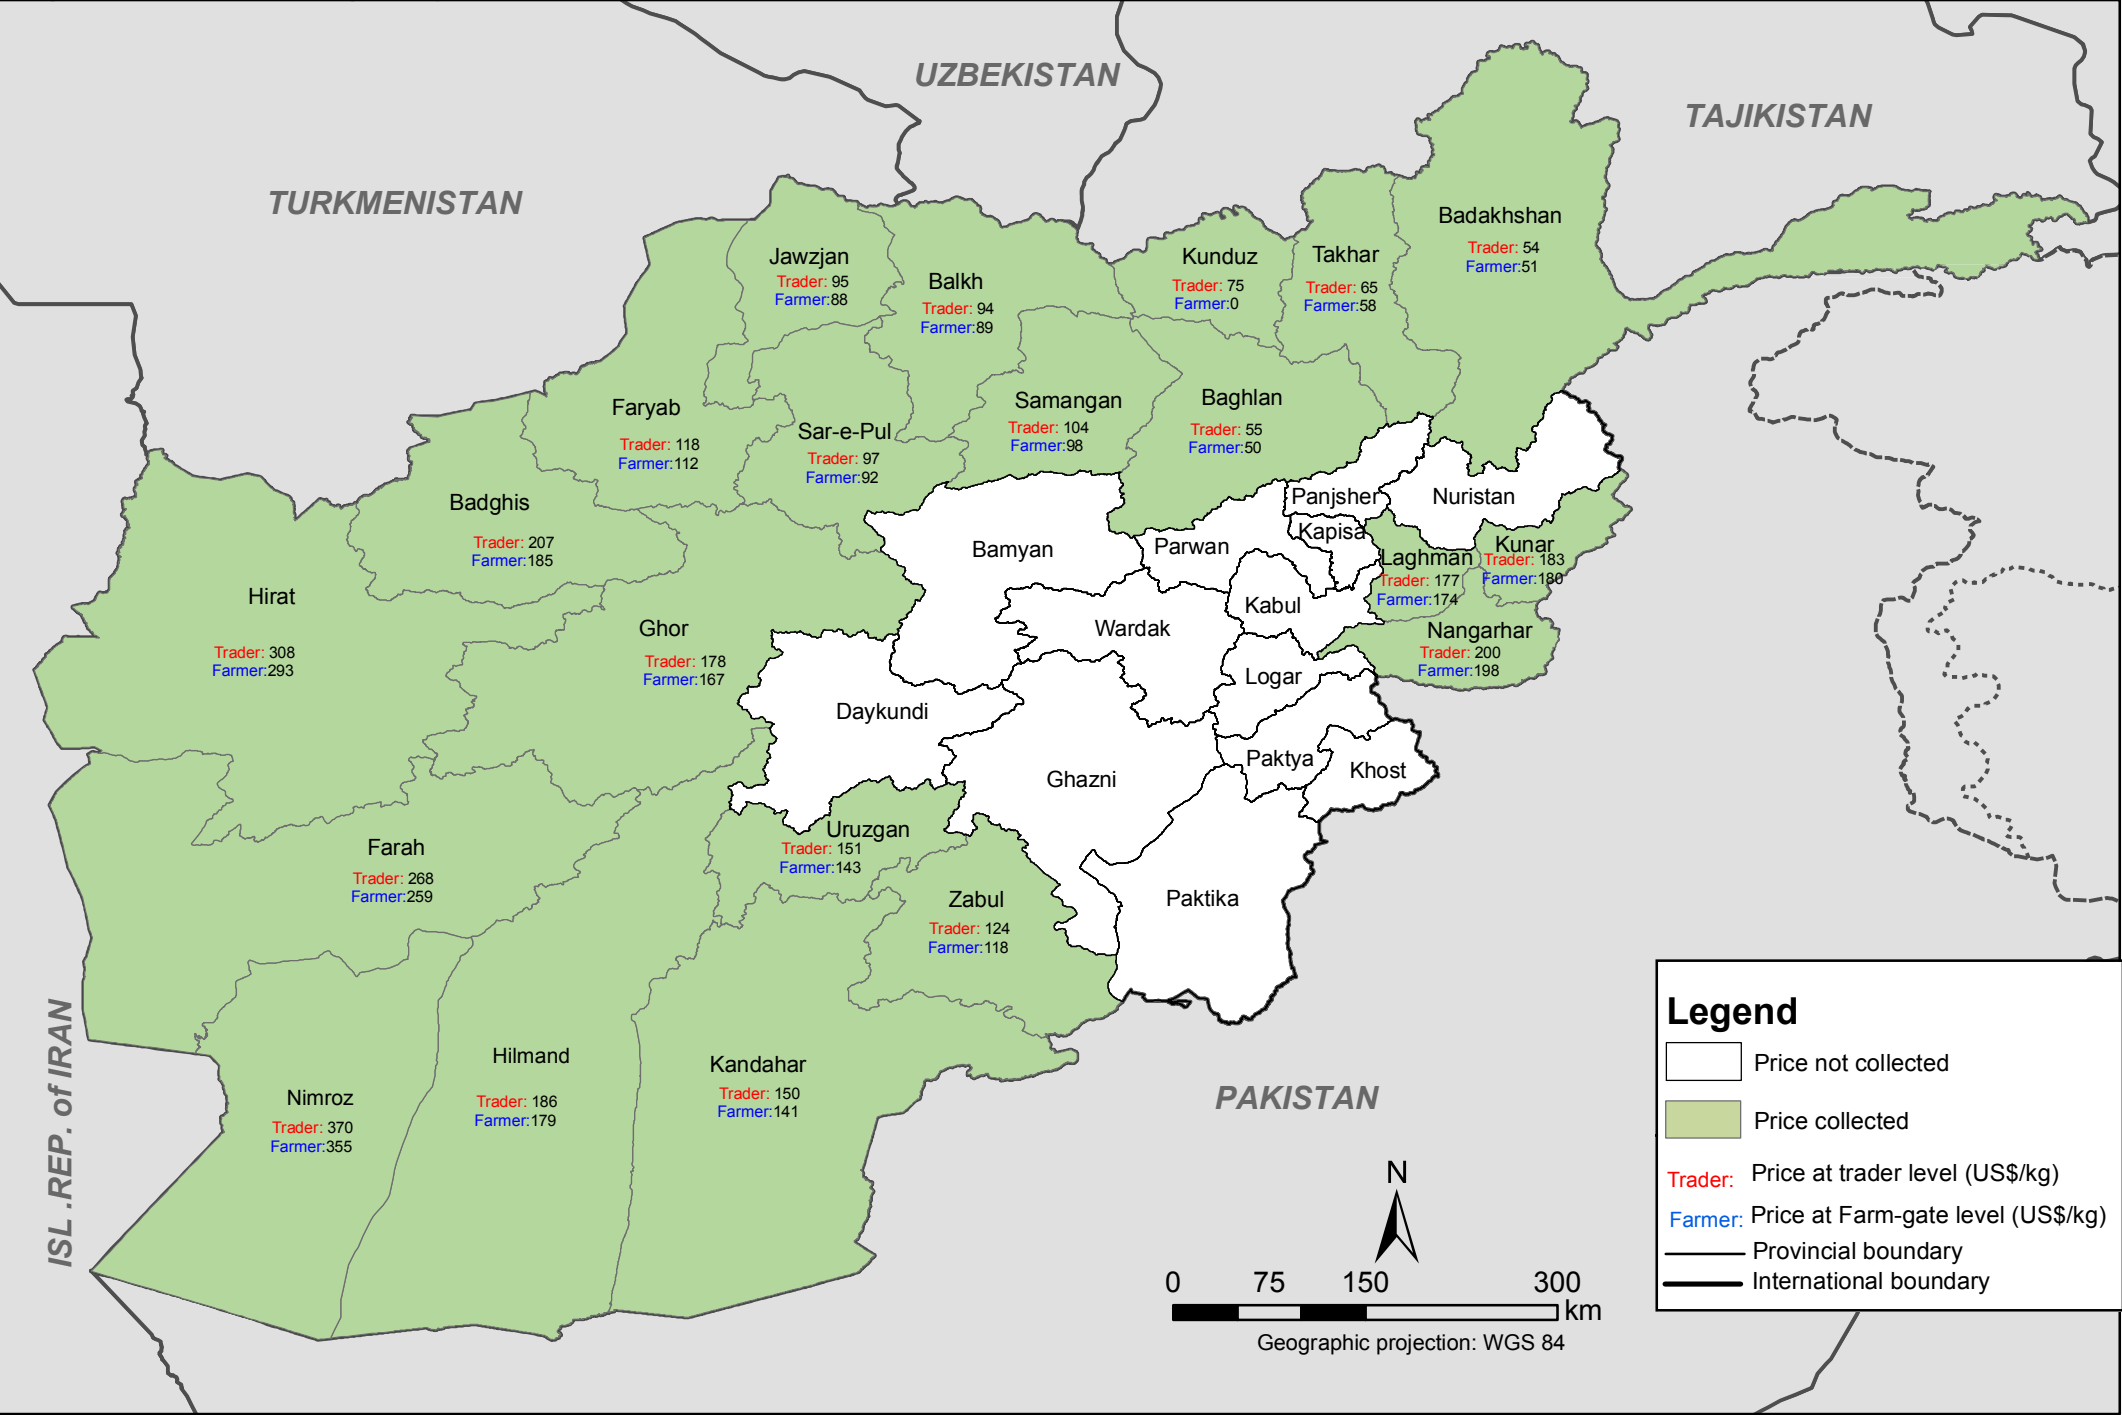 UZBEKISTAN
TAJIKISTAN
TURKMENISTAN
Badakhshan
Trader: 54
Farmer:51
Jawzjan
Trader: 95
Farmer:88
Balkh
Trader: 94
Farmer:89
Kunduz
Trader: 75
Farmer:0
Takhar
Trader: 65
Farmer:58
Faryab
Trader: 118
Farmer:112
Sar-e-Pul
Trader: 97
Farmer:92
Samangan
Trader: 104
Farmer:98
Baghlan
Trader: 55
Farmer:50
Badghis
Trader: 207
Farmer:185
Panjsher
Nuristan
Kapisa
Parwan
Bamyan
Laghman
Trader: 177
Farmer:174
Kunar
Trader: 183
Farmer:180
Hirat
Trader: 308
Farmer:293
Ghor
Trader: 178
Farmer:167
Wardak
Kabul
Nangarhar
Trader: 200
Farmer:198
Logar
Daykundi
Ghazni
Paktya
Khost
Uruzgan
Trader: 151
Farmer:143
Farah
Trader: 268
Farmer:259
Zabul
Trader: 124
Farmer:118
Paktika
Nimroz
Trader: 370
Farmer:355
Hilmand
Trader: 186
Farmer:179
Kandahar
Trader: 150
Farmer:141
ISL .REP. of IRAN
PAKISTAN
N
0 75 150 300
km
Geographic projection: WGS 84
Legend
Price not collected
Price collected
Trader: Price at trader level (US$/kg)
Farmer: Price at Farm-gate level (US$/kg)
Provincial boundary
International boundary